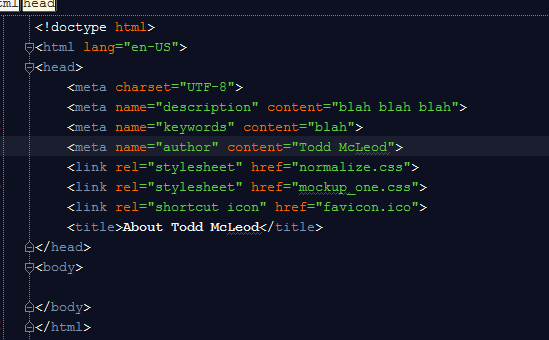 html head
<!doctype html>
<html lang="en-US">
<head>
    <meta charset="UTF-8">
    <meta name="description" content="blah blah blah">
    <meta name="keywords" content="blah">
    <meta name="author" content="Todd McLeod">
    <link rel="stylesheet" href="normalize.css">
    <link rel="stylesheet" href="mockup_one.css">
    <link rel="shortcut icon" href="favicon.ico">
    <title>About Todd McLeod</title>
</head>
<body>
</body>
</html>